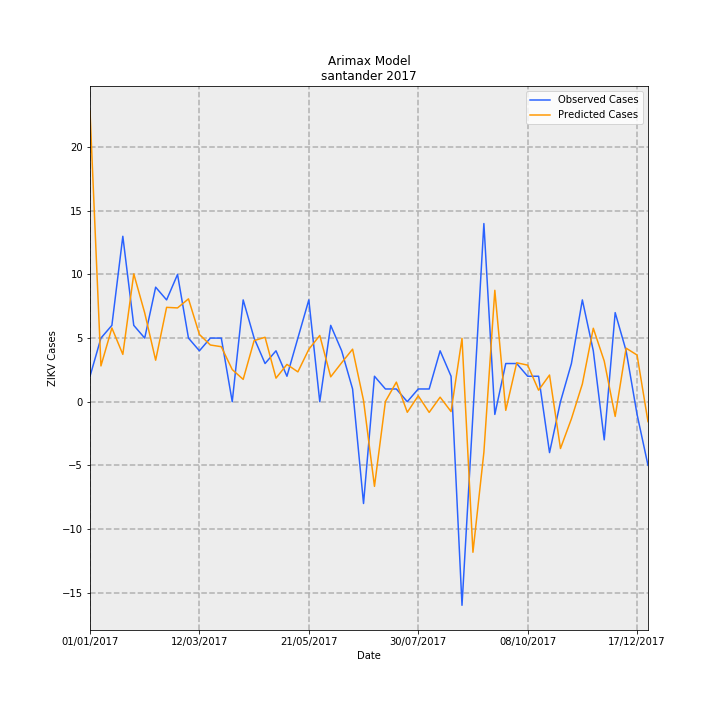 Arimax Model
santander 2017
Observed Cases
Predicted Cases
20
15
10
5
0
−5
−10
−15
ZIKV Cases
01/01/2017 12/03/2017 21/05/2017 30/07/2017 08/10/2017 17/12/2017
Date